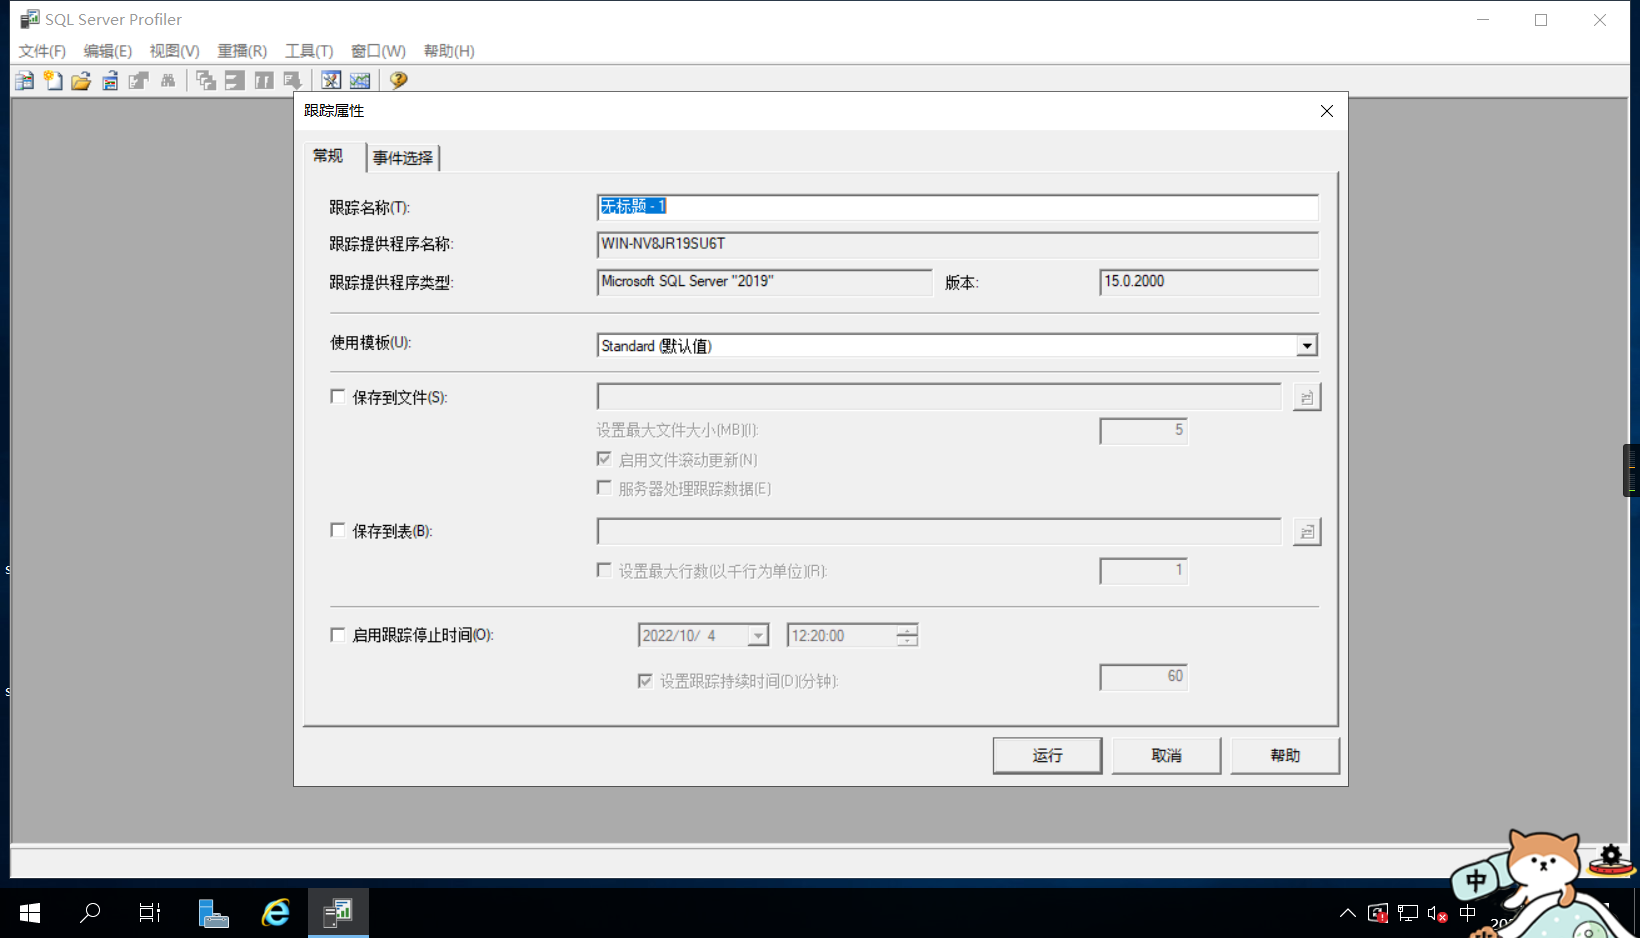 SQL Server Profiler
文件(F) 编辑(E) 视图(V) 重播(R) 工具(T) 窗口(W) 帮助(H)
跟踪属性
常规 事件选择
跟踪名称(T): 无标题 - 1
跟踪提供程序名称: WIN-NV8JR19SU6T
跟踪提供程序类型: Microsoft SQL Server "2019" 版本: 15.0.2000
使用模板(U): Standard (默认值)
保存到文件(S):
设置最大文件大小(MB)(I): 5
启用文件滚动更新(N)
服务器处理跟踪数据(E)
保存到表(B):
设置最大行数(以千行为单位)(R): 1
启用跟踪停止时间(O): 2022/10/ 4 12:20:00
设置跟踪持续时间(D)(分钟): 60
运行 取消 帮助
中
中